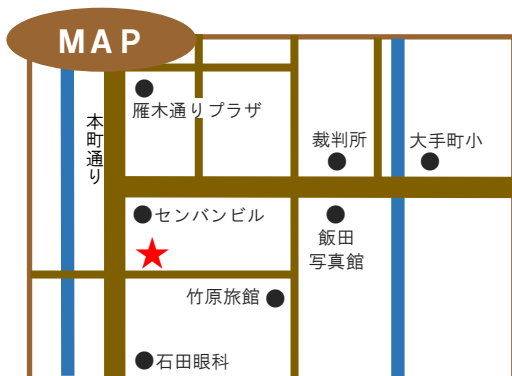 MAP
雁木通りプラザ
本町通り
裁判所
大手町小
センバンビル
飯田
写真館
竹原旅館
石田眼科